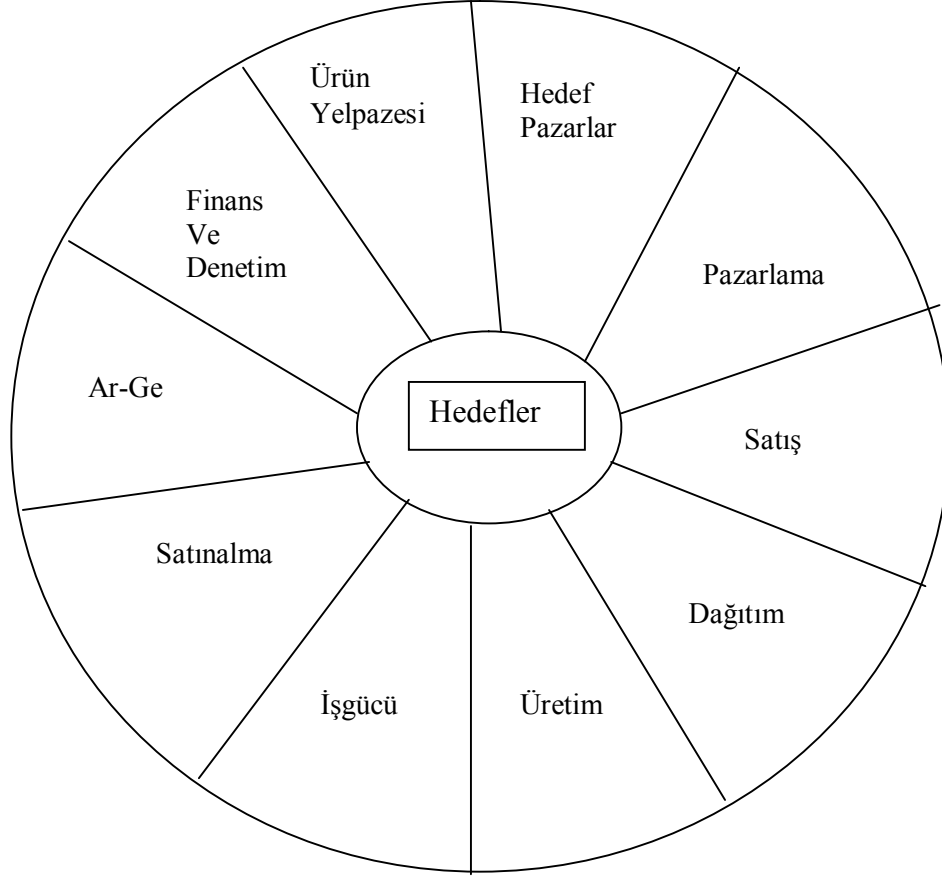 Ürün
Yelpazesi
Hedef
Pazarlar
Finans
Ve
Denetim
Pazarlama
Ar-Ge
Hedefler
Satış
Satınalma
Dağıtım
İşgücü
Üretim